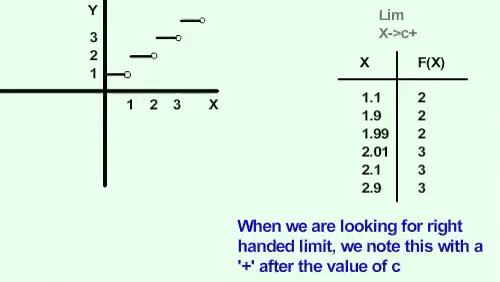 Y
3
2
1
1 2 3 X
Lim
X->c+
X F(X)
1.1 2
1.9 2
1.99 2
2.01 3
2.1 3
2.9 3
When we are looking for right
handed limit, we note this with a
'+' after the value of c